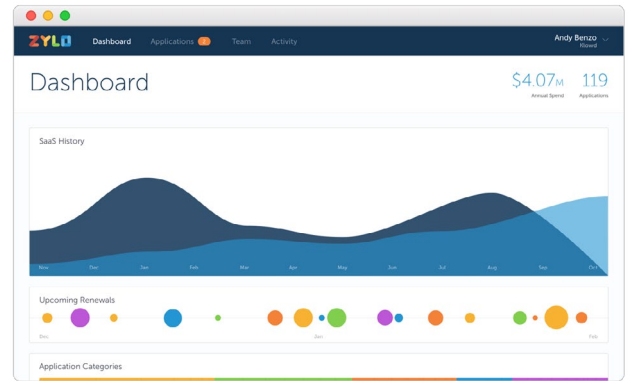 ZYLO Dashboard Applications Team Activity Andy Benzo
Klowd
Dashboard
$4.07M 119
Annual Spend Applications
SaaS History
Nov Dec Jan Feb Mar Apr May Jun Jul Aug Sep Oct
Upcoming Renewals
Dec Jan Feb
Application Categories